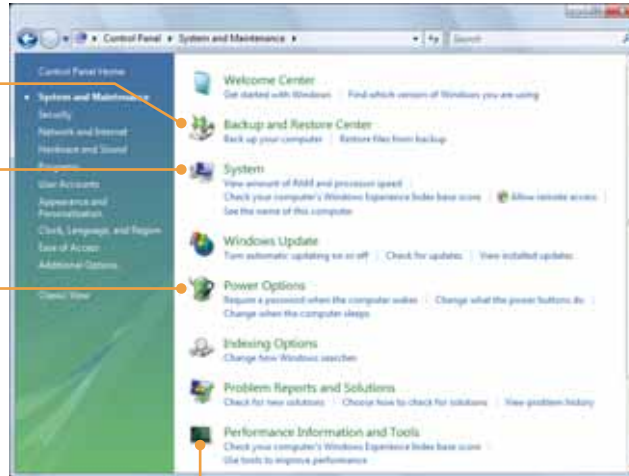 Control Panel ▸ System and Maintenance ▸
Search
Control Panel Home
System and Maintenance
Security
Network and Internet
Hardware and Sound
Programs
User Accounts
Appearance and
Personalization
Clock, Language, and Region
Ease of Access
Additional Options
Classic View
Welcome Center
Get started with Windows | Find which version of Windows you are using
Backup and Restore Center
Back up your computer | Restore files from backup
System
View amount of RAM and processor speed
Check your computer's Windows Experience Index base score | Allow remote access
See the name of this computer
Windows Update
Turn automatic updating on or off | Check for updates | View installed updates
Power Options
Require a password when the computer wakes | Change what the power buttons do
Change when the computer sleeps
Indexing Options
Change how Windows searches
Problem Reports and Solutions
Check for new solutions | Choose how to check for solutions | View problem history
Performance Information and Tools
Check your computer's Windows Experience Index base score
Use tools to improve performance